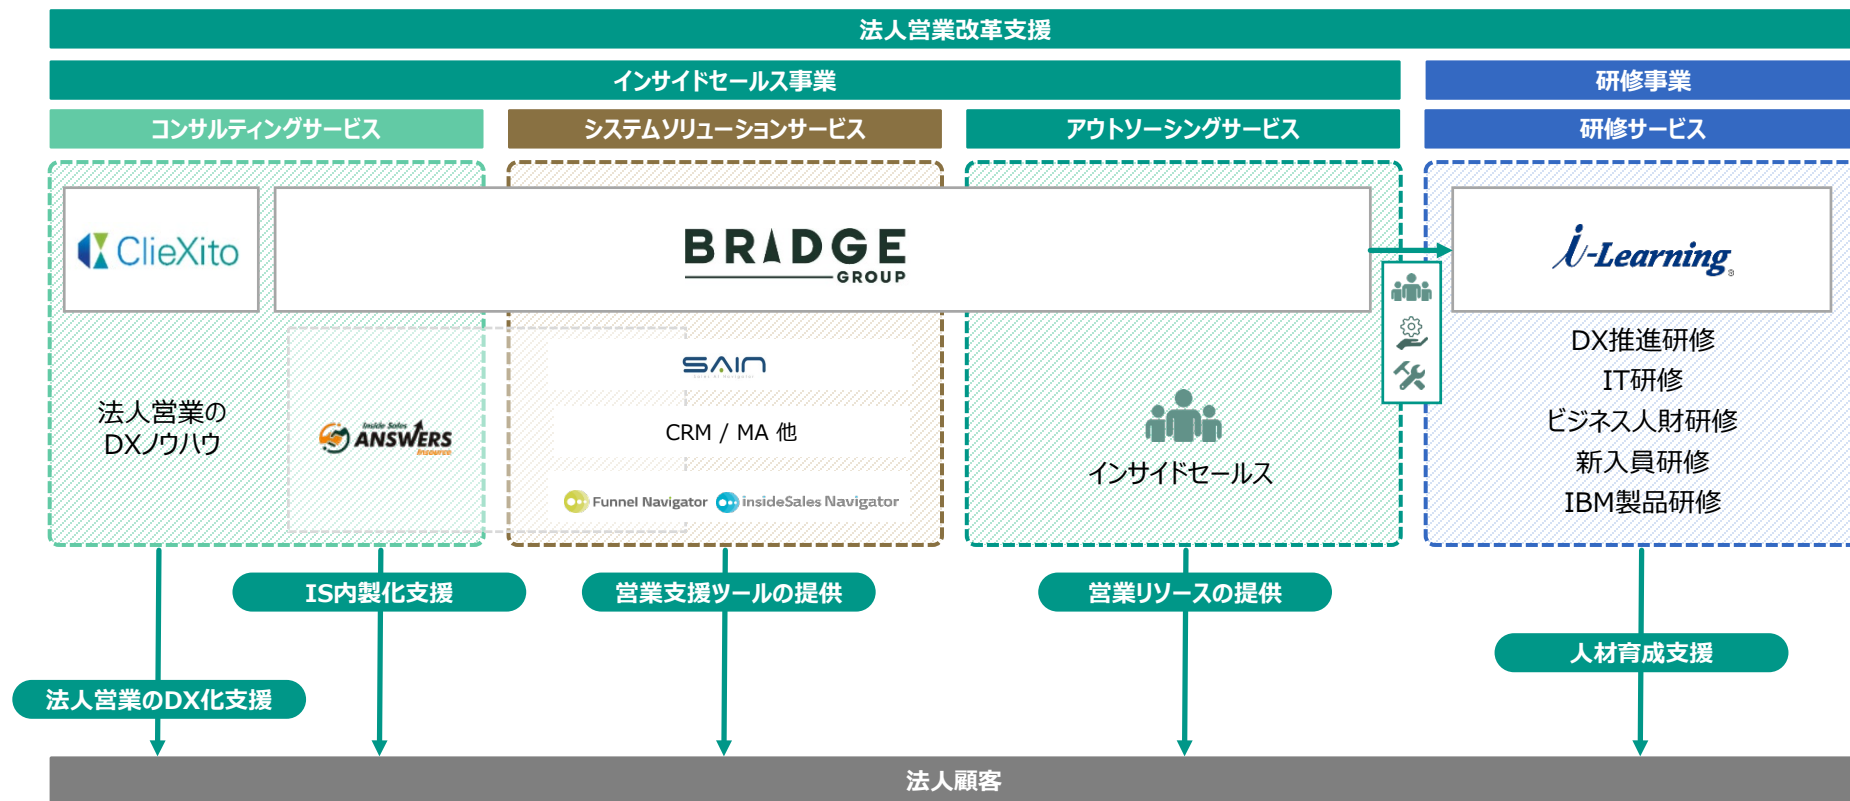 法人営業改革支援
インサイドセールス事業
研修事業
コンサルティングサービス
システムソリューションサービス
アウトソーシングサービス
研修サービス
ClieXito
BRIDGE
GROUP
i-Learning®
法人営業の
DXノウハウ
Inside Sales
ANSWERS
Insource
SAIN
Sales AI Navigator
CRM / MA 他
Funnel Navigator
insideSales Navigator
インサイドセールス
DX推進研修
IT研修
ビジネス人財研修
新入員研修
IBM製品研修
IS内製化支援
営業支援ツールの提供
営業リソースの提供
人材育成支援
法人営業のDX化支援
法人顧客